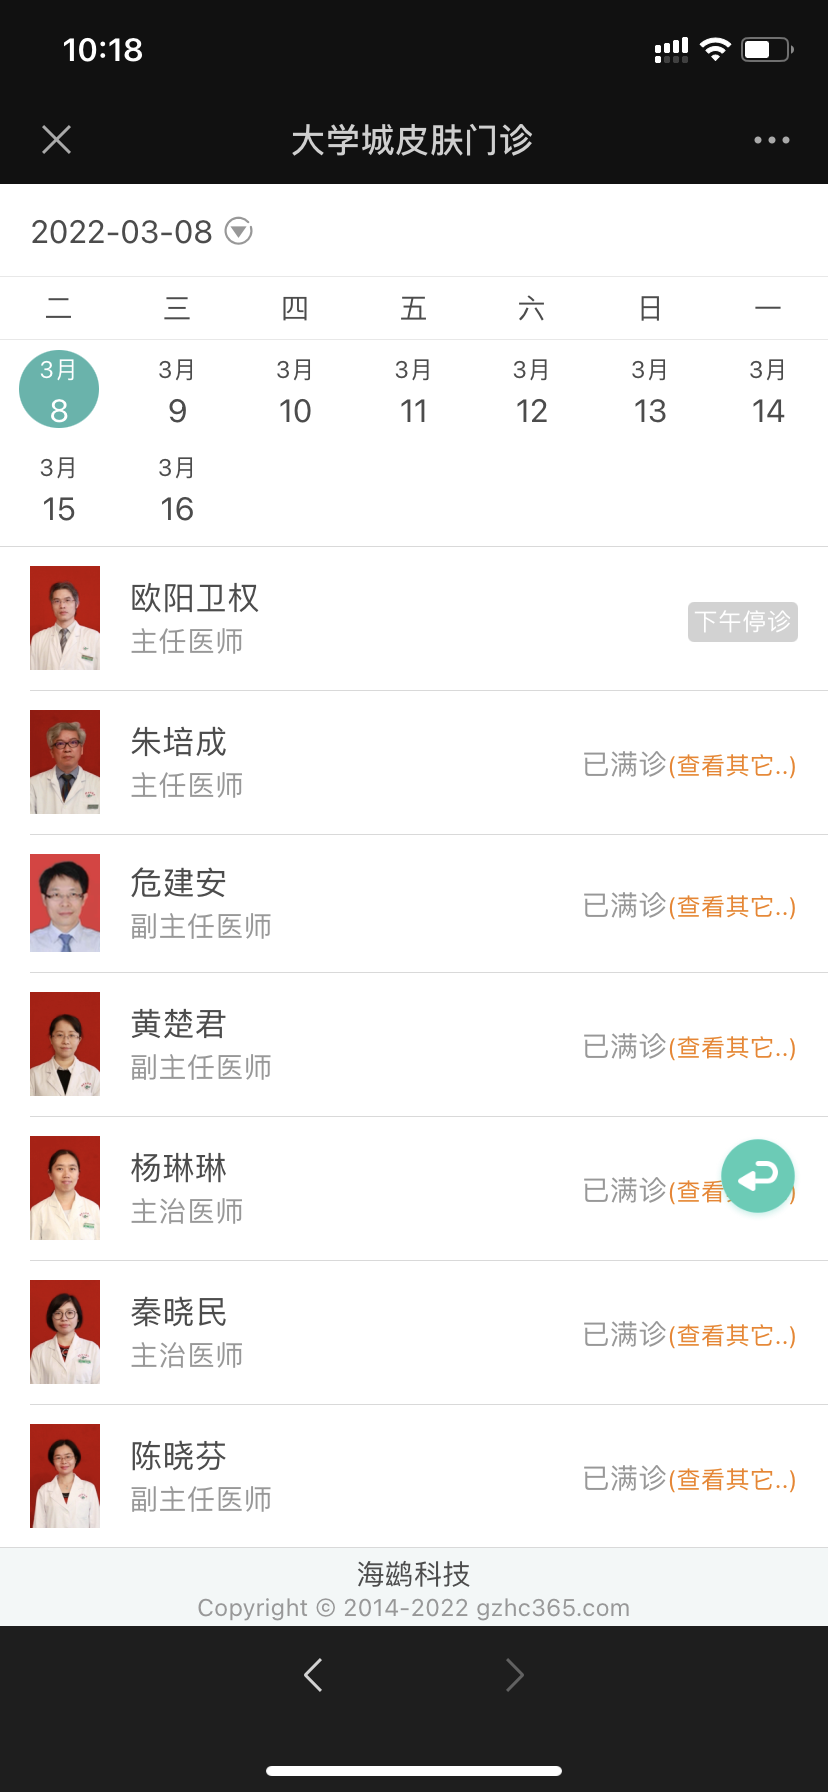 10:18
大学城皮肤门诊
2022-03-08
二 三 四 五 六 日 一
3月 3月 3月 3月 3月 3月 3月
8 9 10 11 12 13 14
3月 3月
15 16
欧阳卫权
主任医师
下午停诊
朱培成
主任医师
已满诊(查看其它..)
危建安
副主任医师
已满诊(查看其它..)
黄楚君
副主任医师
已满诊(查看其它..)
杨琳琳
主治医师
已满诊(查看 )
秦晓民
主治医师
已满诊(查看其它..)
陈晓芬
副主任医师
已满诊(查看其它..)
海鹚科技
Copyright © 2014-2022 gzhc365.com